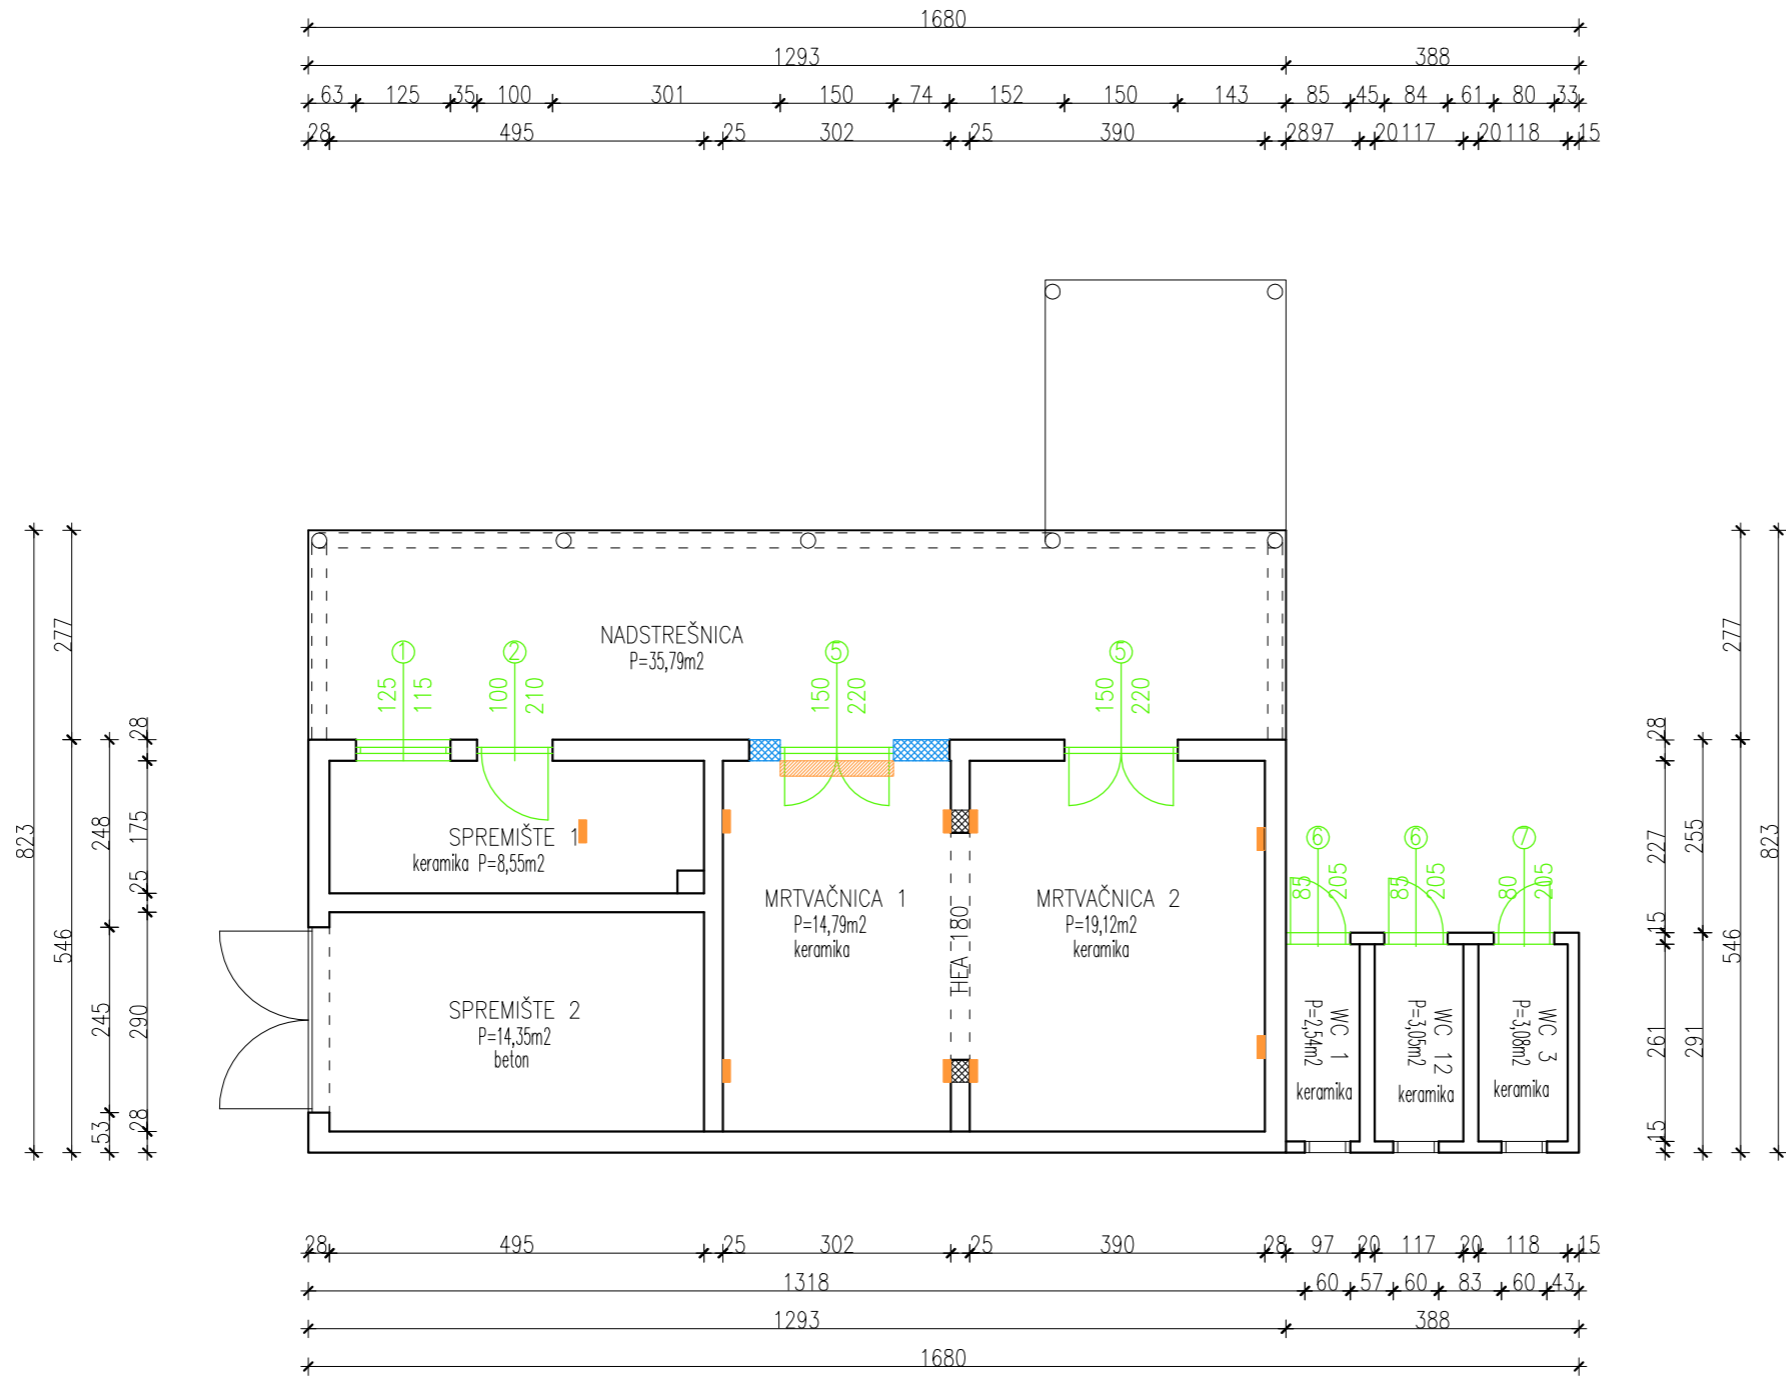 1680
1293 388
63 125 35 100 301 150 74 152 150 143 85 45 84 61 80 33
28 495 25 302 25 390 28 97 20 117 20 118 15
NADSTREŠNICA
P=35,79m2
1
125
115
2
100
210
5
150
220
5
150
220
SPREMIŠTE 1
keramika P=8,55m2
MRTVAČNICA 1
P=14,79m2
keramika
HEA 180
MRTVAČNICA 2
P=19,12m2
keramika
SPREMIŠTE 2
P=14,35m2
beton
6
85
205
6
85
205
7
80
205
WC 1
P=2,54m2
keramika
WC 12
P=3,05m2
keramika
WC 3
P=3,08m2
keramika
823
277
546
248
245
53
28
175
25
290
28
28
227
15
261
15
255
291
277
546
823
28 495 25 302 25 390 28 97 20 117 20 118 15
1318 60 57 60 83 60 43
1293 388
1680